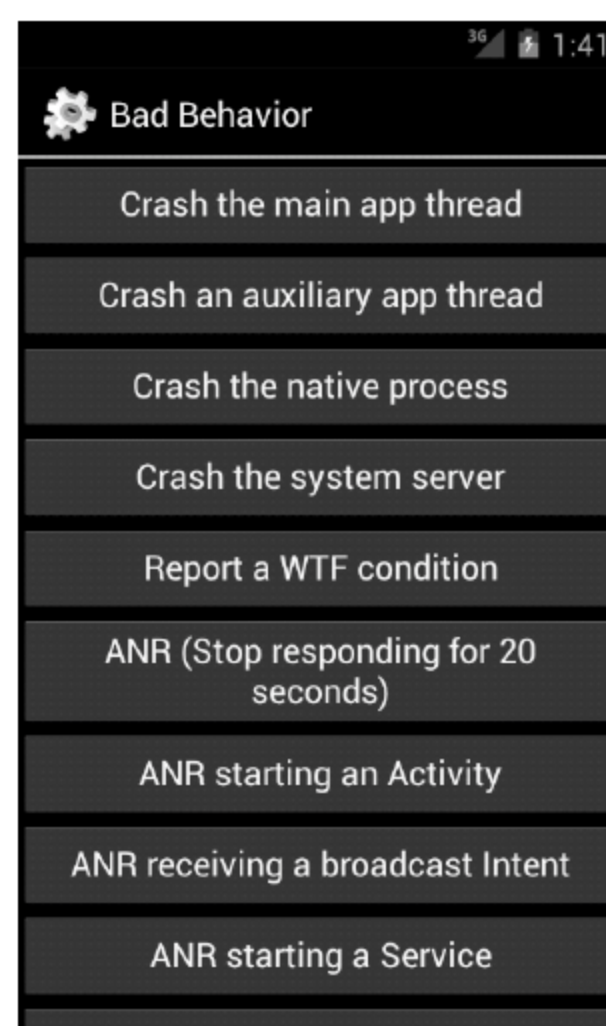 3G 1:41
Bad Behavior
Crash the main app thread
Crash an auxiliary app thread
Crash the native process
Crash the system server
Report a WTF condition
ANR (Stop responding for 20
seconds)
ANR starting an Activity
ANR receiving a broadcast Intent
ANR starting a Service